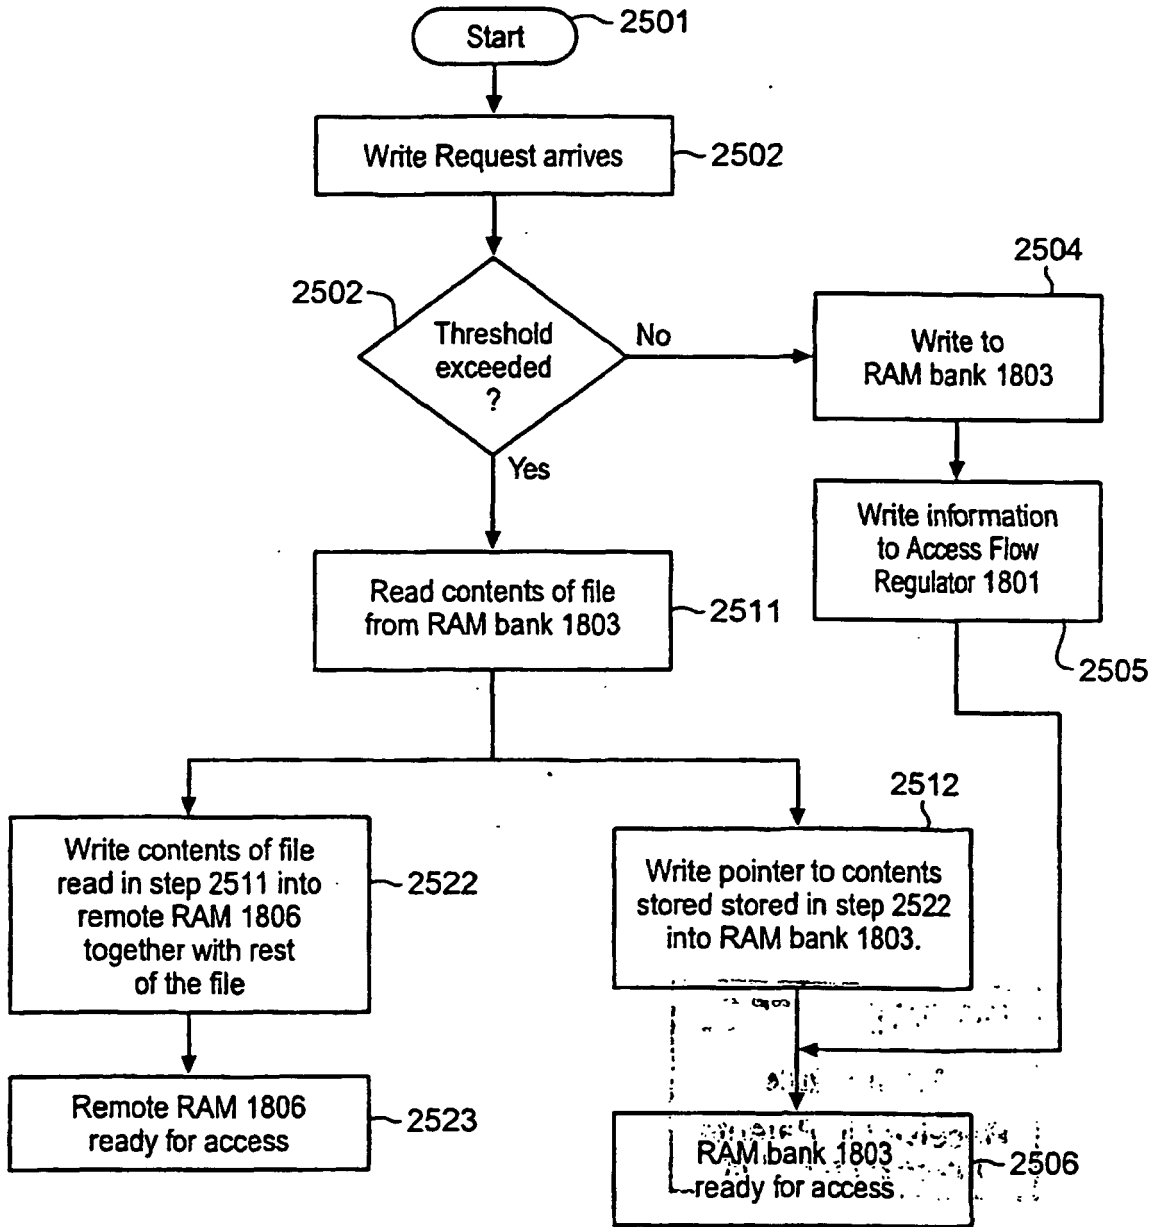 Start
2501
Write Request arrives
2502
2502
Threshold
exceeded
?
No
Yes
2504
Write to
RAM bank 1803
Write information
to Access Flow
Regulator 1801
2505
Read contents of file
from RAM bank 1803
2511
Write contents of file
read in step 2511 into
remote RAM 1806
together with rest
of the file
2522
2512
Write pointer to contents
stored stored in step 2522
into RAM bank 1803.
Remote RAM 1806
ready for access
2523
RAM bank 1803
ready for access
2506